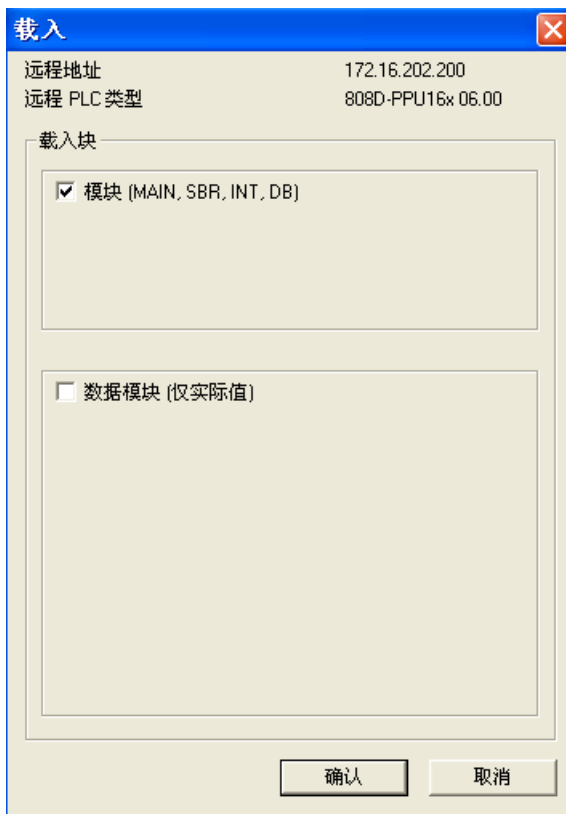 载入
远程地址 172.16.202.200
远程 PLC 类型 808D-PPU16x 06.00
载入块
模块 (MAIN, SBR, INT, DB)
数据模块 (仅实际值)
确认 取消